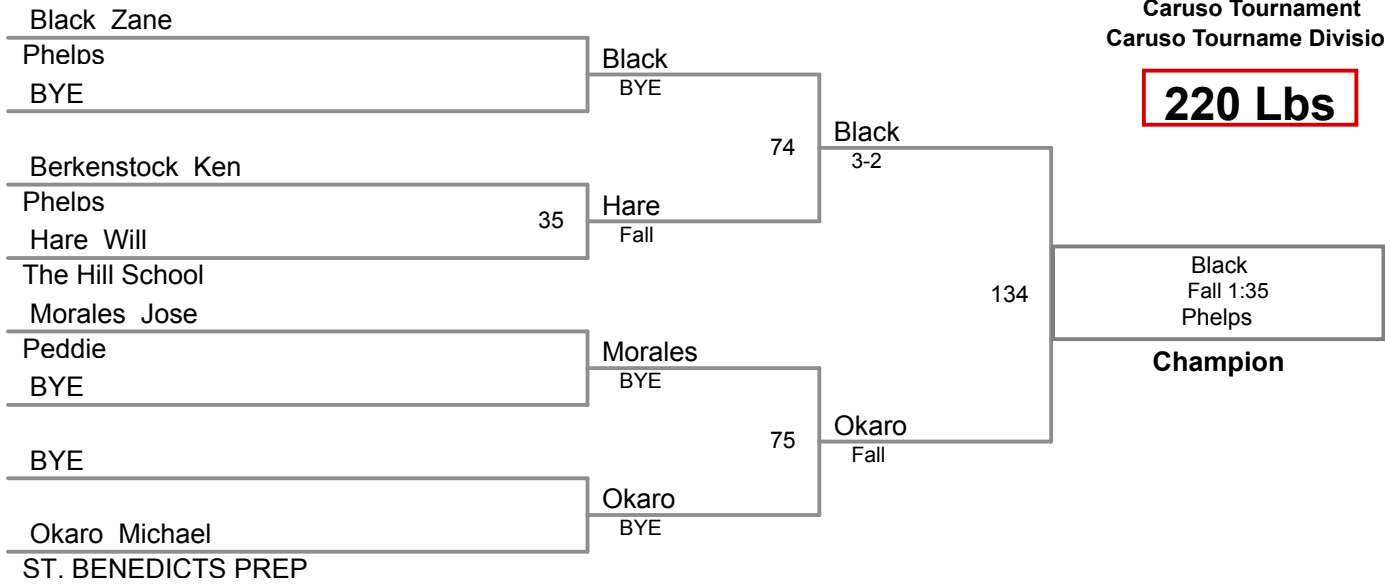 Caruso Tournament
Caruso Tourname Divisio
220 Lbs
Black Zane
Phelps
BYE
Black
BYE
Berkenstock Ken
Phelps
Hare Will
The Hill School
35
Hare
Fall
74
Black
3-2
Morales Jose
Peddie
BYE
Morales
BYE
BYE
Okaro Michael
ST. BENEDICTS PREP
Okaro
BYE
75
Okaro
Fall
134
Black
Fall 1:35
Phelps
Champion